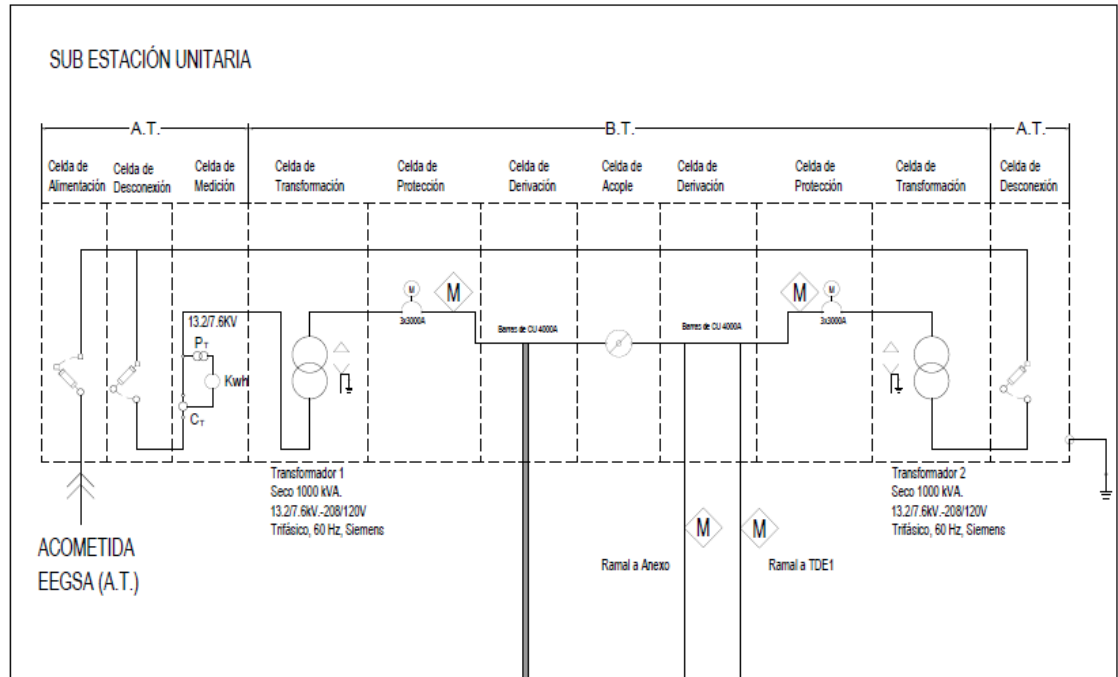 SUB ESTACIÓN UNITARIA
A.T.
B.T.
A.T.
Celda de
Alimentación
Celda de
Desconexión
Celda de
Medición
Celda de
Transformación
Celda de
Protección
Celda de
Derivación
Celda de
Acople
Celda de
Derivación
Celda de
Protección
Celda de
Transformación
Celda de
Desconexión
M
M
M
M
13.2/7.6KV
3x3000A
3x3000A
Barras de CU 4000A
Barras de CU 4000A
PT
Kwh
CT
Transformador 1
Seco 1000 kVA.
13.2/7.6kV.-208/120V
Trifásico, 60 Hz, Siemens
Transformador 2
Seco 1000 kVA.
13.2/7.6kV.-208/120V
Trifásico, 60 Hz, Siemens
M
M
ACOMETIDA
EEGSA (A.T.)
Ramal a Anexo
Ramal a TDE1